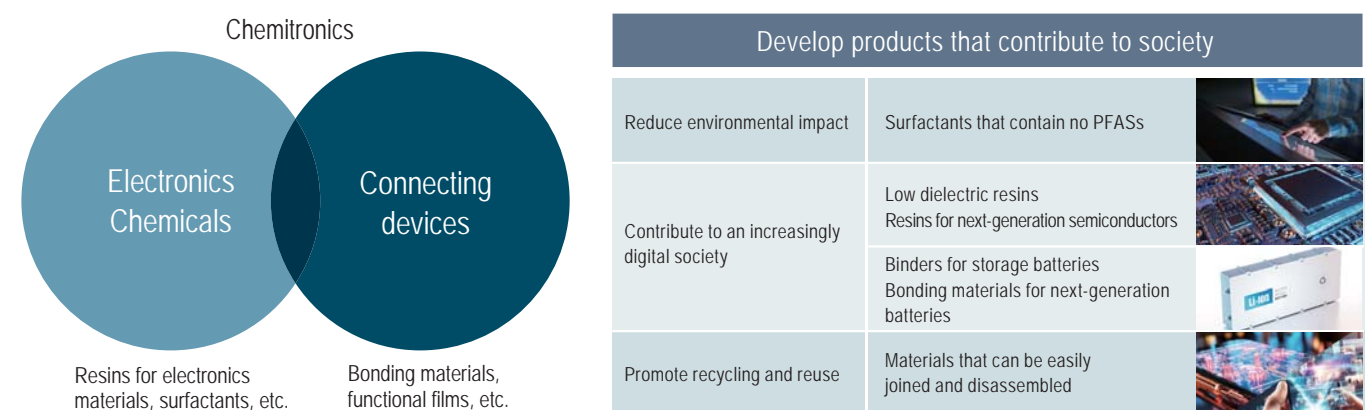 Chemitronics
Electronics
Chemicals
Connecting
devices
Resins for electronics
materials, surfactants, etc.
Bonding materials,
functional films, etc.
Develop products that contribute to society
Reduce environmental impact
Surfactants that contain no PFASs
Contribute to an increasingly
digital society
Low dielectric resins
Resins for next-generation semiconductors
Binders for storage batteries
Bonding materials for next-generation
batteries
LI-ION
Promote recycling and reuse
Materials that can be easily
joined and disassembled